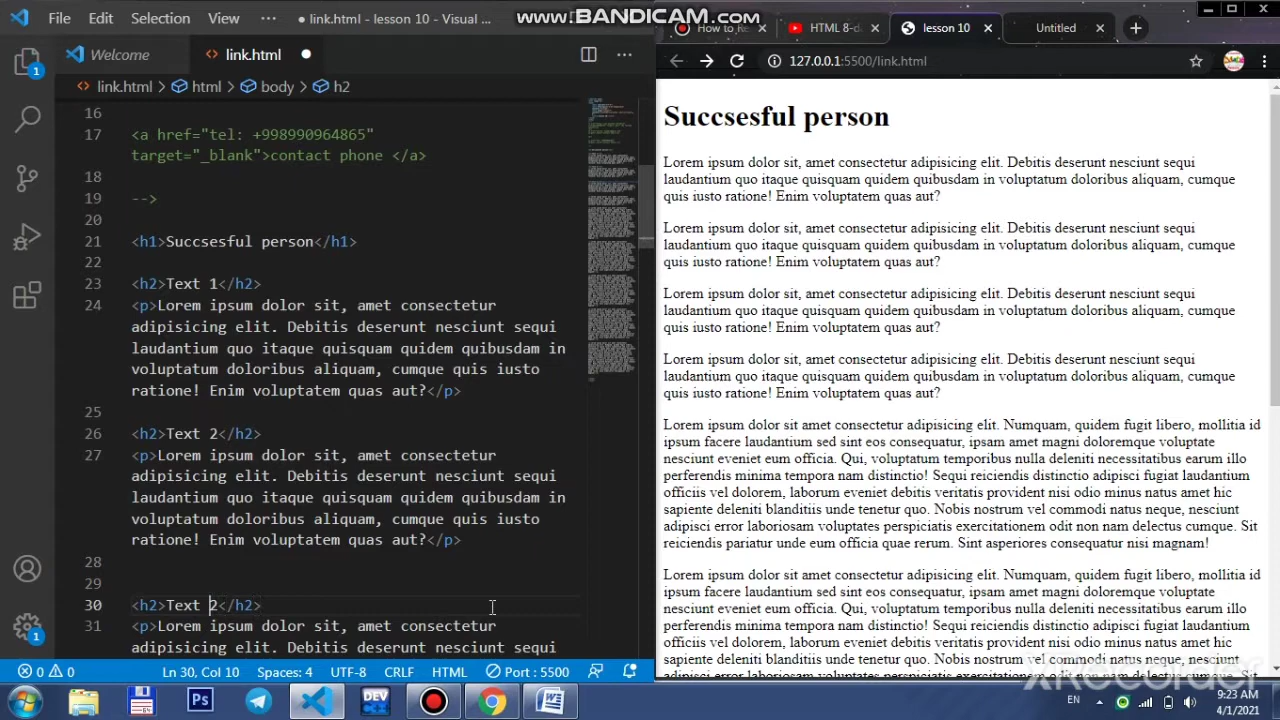 File Edit Selection View ··· ● link.html - lesson 10 - Visual ...
www.BANDICAM.com
How to Re
HTML 8-d
lesson 10
Untitled
Welcome
link.html
127.0.0.1:5500/link.html
link.html > html > body > h2
16
17 <a href="tel: +998990904865"
target="_blank">contact phone </a>
18
19 -->
20
21 <h1>Succsesful person</h1>
22
23 <h2>Text 1</h2>
24 <p>Lorem ipsum dolor sit, amet consectetur
adipisicing elit. Debitis deserunt nesciunt sequi
laudantium quo itaque quisquam quidem quibusdam in
voluptatum doloribus aliquam, cumque quis iusto
ratione! Enim voluptatem quas aut?</p>
25
26 <h2>Text 2</h2>
27 <p>Lorem ipsum dolor sit, amet consectetur
adipisicing elit. Debitis deserunt nesciunt sequi
laudantium quo itaque quisquam quidem quibusdam in
voluptatum doloribus aliquam, cumque quis iusto
ratione! Enim voluptatem quas aut?</p>
28
29
30 <h2>Text 2</h2>
31 <p>Lorem ipsum dolor sit, amet consectetur
adipisicing elit. Debitis deserunt nesciunt sequi
1
1
0 0 Ln 30, Col 10 Spaces: 4 UTF-8 CRLF HTML Port : 5500
Succsesful person
Lorem ipsum dolor sit, amet consectetur adipisicing elit. Debitis deserunt nesciunt sequi
laudantium quo itaque quisquam quidem quibusdam in voluptatum doloribus aliquam, cumque
quis iusto ratione! Enim voluptatem quas aut?
Lorem ipsum dolor sit, amet consectetur adipisicing elit. Debitis deserunt nesciunt sequi
laudantium quo itaque quisquam quidem quibusdam in voluptatum doloribus aliquam, cumque
quis iusto ratione! Enim voluptatem quas aut?
Lorem ipsum dolor sit, amet consectetur adipisicing elit. Debitis deserunt nesciunt sequi
laudantium quo itaque quisquam quidem quibusdam in voluptatum doloribus aliquam, cumque
quis iusto ratione! Enim voluptatem quas aut?
Lorem ipsum dolor sit, amet consectetur adipisicing elit. Debitis deserunt nesciunt sequi
laudantium quo itaque quisquam quidem quibusdam in voluptatum doloribus aliquam, cumque
quis iusto ratione! Enim voluptatem quas aut?
Lorem ipsum dolor sit amet consectetur adipisicing elit. Numquam, quidem fugit libero, mollitia id
ipsum facere laudantium sed sint eos consequatur, ipsam amet magni doloremque voluptate
nesciunt eveniet eum officia. Qui, voluptatum temporibus nulla deleniti necessitatibus earum illo
perferendis minima tempora nam distinctio! Sequi reiciendis distinctio adipisci fugiat laudantium
officiis vel dolorem, laborum eveniet debitis veritatis provident nisi odio minus natus amet hic
sapiente deleniti blanditiis unde tenetur quo. Nobis nostrum vel commodi natus neque, nesciunt
adipisci error laboriosam voluptates perspiciatis exercitationem odit non nam delectus cumque. Sit
reiciendis pariatur unde eum officia quae rerum. Sint asperiores consequatur nisi magnam!
Lorem ipsum dolor sit amet consectetur adipisicing elit. Numquam, quidem fugit libero, mollitia id
ipsum facere laudantium sed sint eos consequatur, ipsam amet magni doloremque voluptate
nesciunt eveniet eum officia. Qui, voluptatum temporibus nulla deleniti necessitatibus earum illo
perferendis minima tempora nam distinctio! Sequi reiciendis distinctio adipisci fugiat laudantium
officiis vel dolorem, laborum eveniet debitis veritatis provident nisi odio minus natus amet hic
sapiente deleniti blanditiis unde tenetur quo. Nobis nostrum vel commodi natus neque, nesciunt
adipisci error laboriosam voluptates perspiciatis exercitationem odit non nam delectus cumque. Sit
XRecorder
Ps
DEV
EN
9:23 AM
4/1/2021